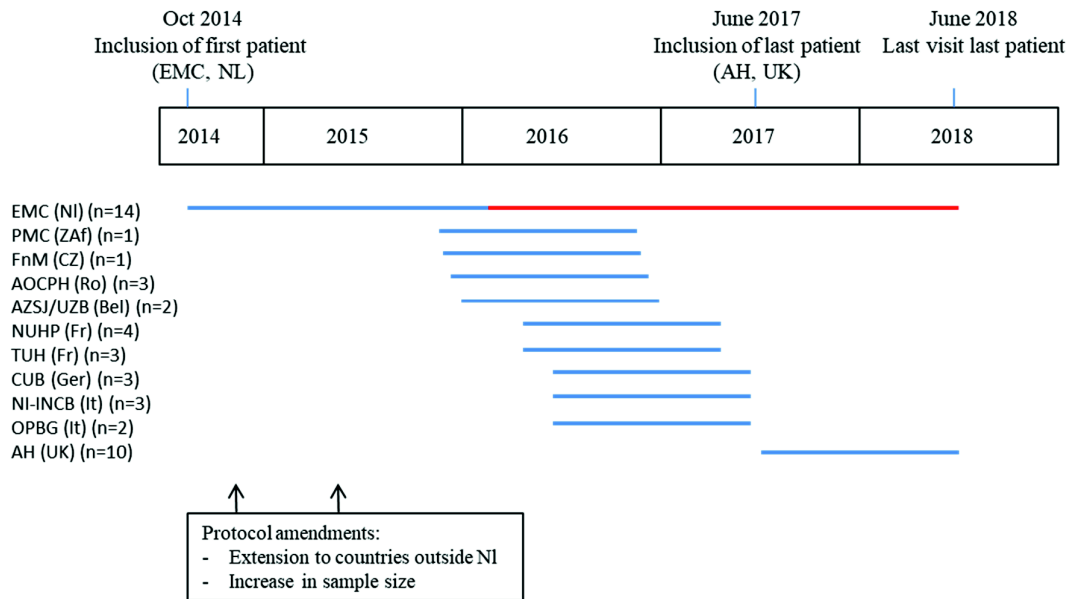 Oct 2014
Inclusion of first patient
(EMC, NL)
June 2017
Inclusion of last patient
(AH, UK)
June 2018
Last visit last patient
2014
2015
2016
2017
2018
EMC (Nl) (n=14)
PMC (ZAf) (n=1)
FnM (CZ) (n=1)
AOCPH (Ro) (n=3)
AZSJ/UZB (Bel) (n=2)
NUHP (Fr) (n=4)
TUH (Fr) (n=3)
CUB (Ger) (n=3)
NI-INCB (It) (n=3)
OPBG (It) (n=2)
AH (UK) (n=10)
Protocol amendments:
- Extension to countries outside Nl
- Increase in sample size